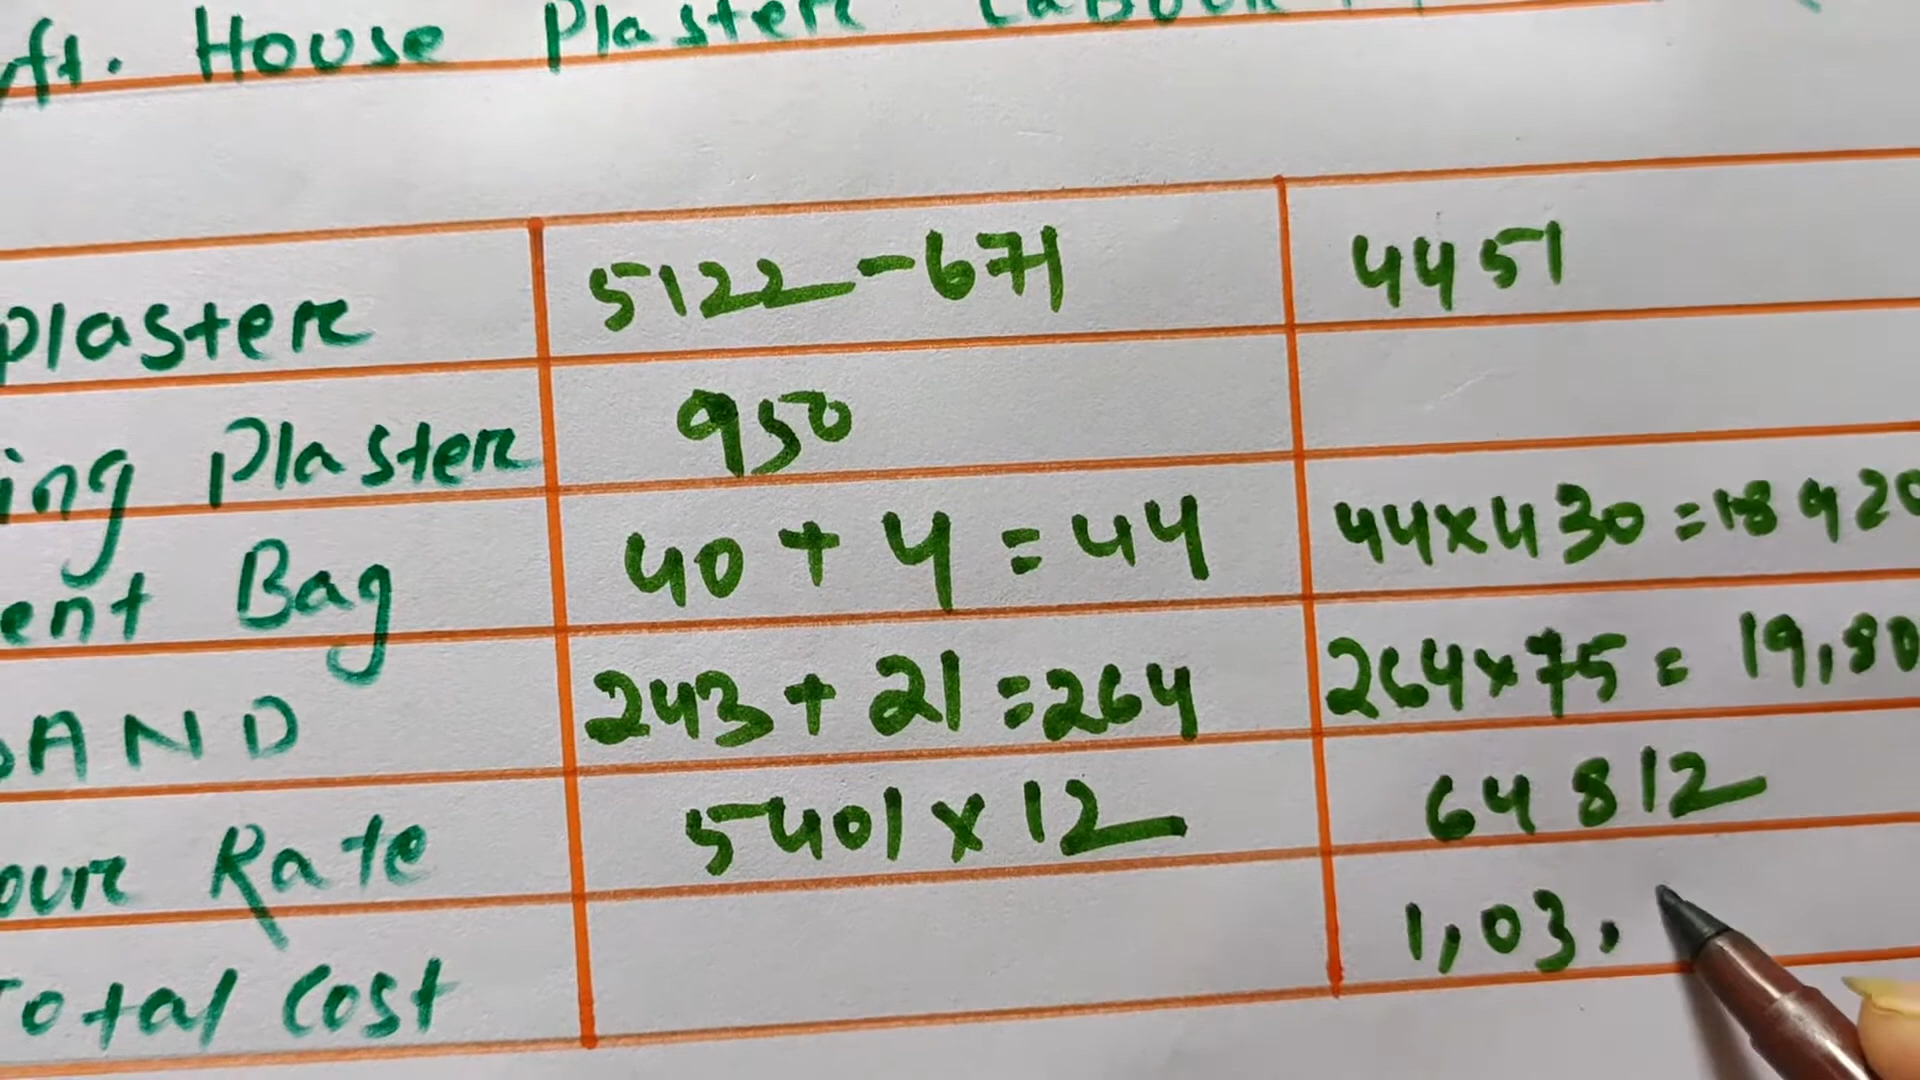 ft. House Plaster
Plaster 5122-671 4451
ing Plaster 950
ent Bag 40+4=44 44x430=18920
SAND 243+21=264 264x75=19,80
our Rate 5401x12 64812
Total Cost 1,03,